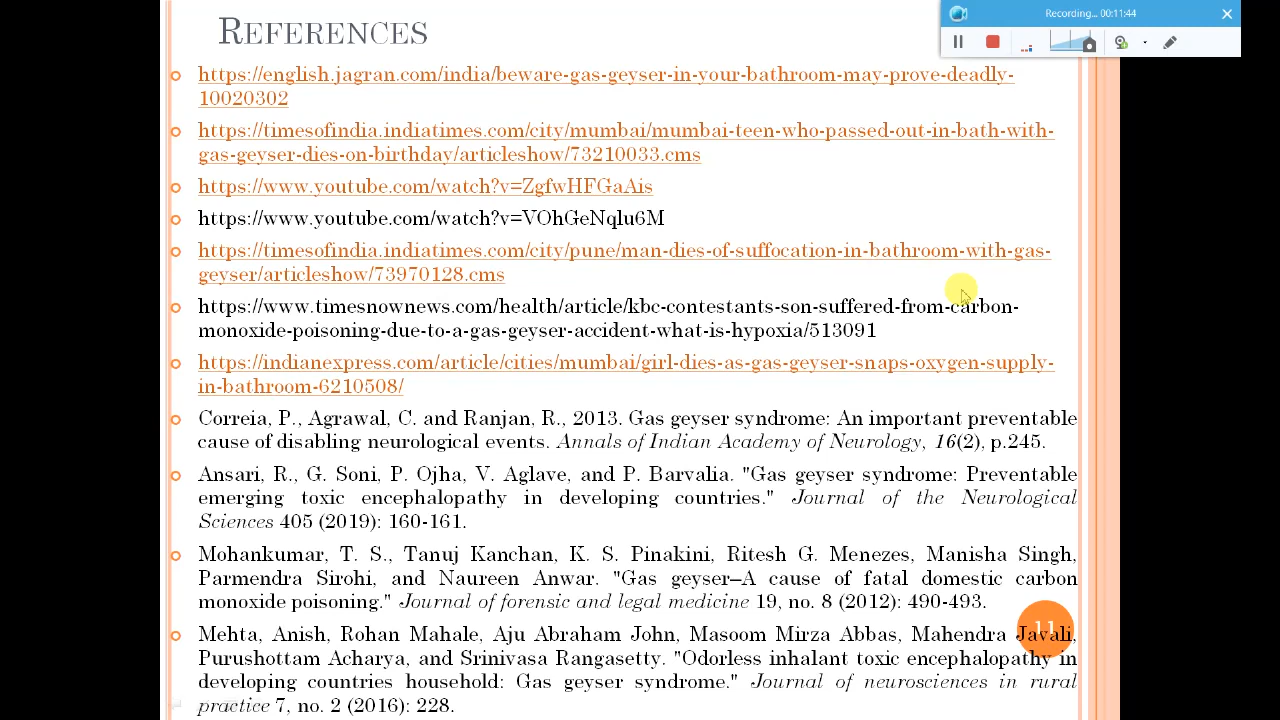 REFERENCES
Recording... 00:11:44
https://english.jagran.com/india/beware-gas-geyser-in-your-bathroom-may-prove-deadly-
10020302
https://timesofindia.indiatimes.com/city/mumbai/mumbai-teen-who-passed-out-in-bath-with-
gas-geyser-dies-on-birthday/articleshow/73210033.cms
https://www.youtube.com/watch?v=ZgfwHFGaAis
https://www.youtube.com/watch?v=VOhGeNqlu6M
https://timesofindia.indiatimes.com/city/pune/man-dies-of-suffocation-in-bathroom-with-gas-
geyser/articleshow/73970128.cms
https://www.timesnownews.com/health/article/kbc-contestants-son-suffered-from-carbon-
monoxide-poisoning-due-to-a-gas-geyser-accident-what-is-hypoxia/513091
https://indianexpress.com/article/cities/mumbai/girl-dies-as-gas-geyser-snaps-oxygen-supply-
in-bathroom-6210508/
Correia, P., Agrawal, C. and Ranjan, R., 2013. Gas geyser syndrome: An important preventable
cause of disabling neurological events. Annals of Indian Academy of Neurology, 16(2), p.245.
Ansari, R., G. Soni, P. Ojha, V. Aglave, and P. Barvalia. "Gas geyser syndrome: Preventable
emerging toxic encephalopathy in developing countries." Journal of the Neurological
Sciences 405 (2019): 160-161.
Mohankumar, T. S., Tanuj Kanchan, K. S. Pinakini, Ritesh G. Menezes, Manisha Singh,
Parmendra Sirohi, and Naureen Anwar. "Gas geyser–A cause of fatal domestic carbon
monoxide poisoning." Journal of forensic and legal medicine 19, no. 8 (2012): 490-493.
11
Mehta, Anish, Rohan Mahale, Aju Abraham John, Masoom Mirza Abbas, Mahendra Javali,
Purushottam Acharya, and Srinivasa Rangasetty. "Odorless inhalant toxic encephalopathy in
developing countries household: Gas geyser syndrome." Journal of neurosciences in rural
practice 7, no. 2 (2016): 228.